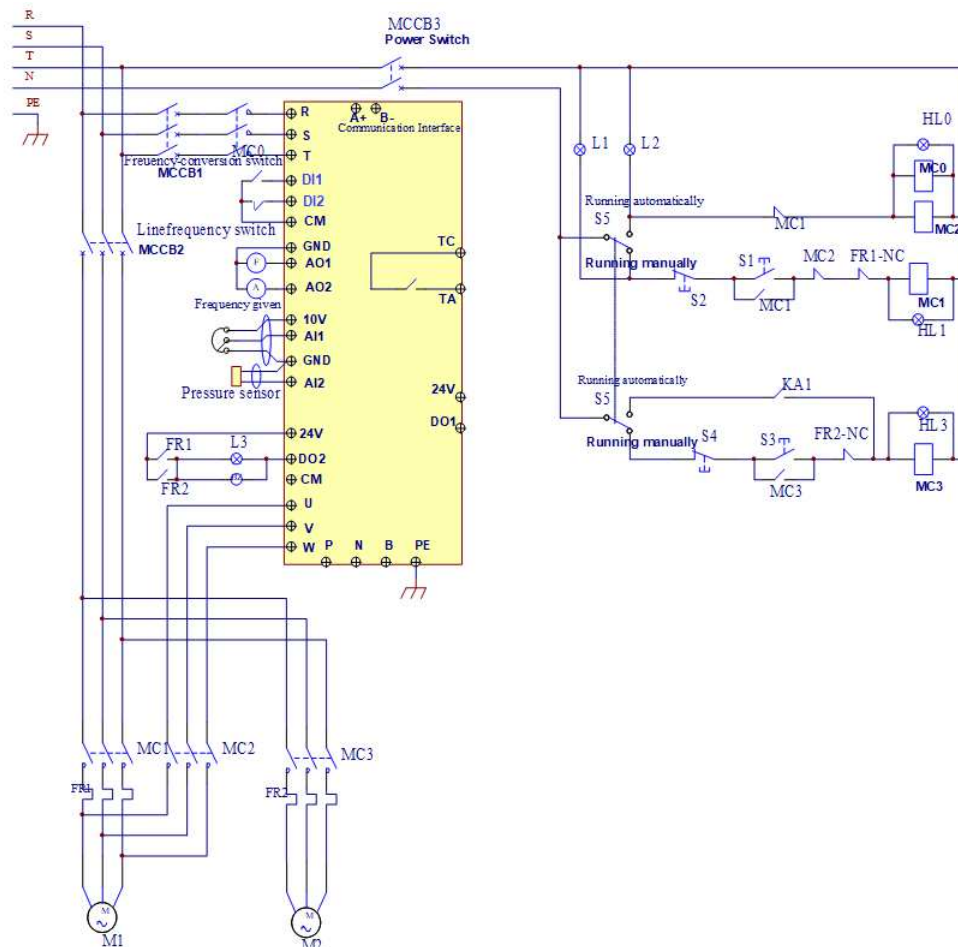 R
S
T
N
PE
MCCB3
Power Switch
R
S
T
A+
B-
Communication Interface
MC0
Freuency-conversion switch
MCCB1
DI1
DI2
CM
Linefrequency switch
MCCB2
GND
AO1
F
AO2
A
Frequency given
10V
AI1
GND
AI2
Pressure sensor
TC
TA
24V
DO1
24V
FR1
L3
DO2
FR2
CM
U
V
W
P
N
B
PE
L1
L2
HL0
MC0
MC2
Running automatically
S5
MC1
Running manually
S2
S1
MC1
MC2
FR1-NC
MC1
HL1
Running automatically
S5
KA1
Running manually
S4
S3
MC3
FR2-NC
HL3
MC3
MC1
MC2
MC3
FR1
FR2
M
M1
M
M2